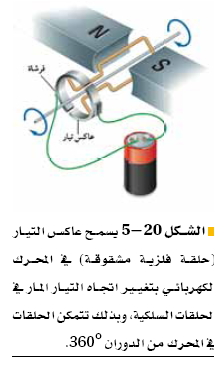 N
S
فرشاة
عاكس تيار
■ الشكل 20–5 يسمح عاكس التيار
(حلقة فلزية مشقوقة) في المحرك
الكهربائي بتغيير اتجاه التيار المار في
الحلقات السلكية، وبذلك تتمكن الحلقات
في المحرك من الدوران 360°.